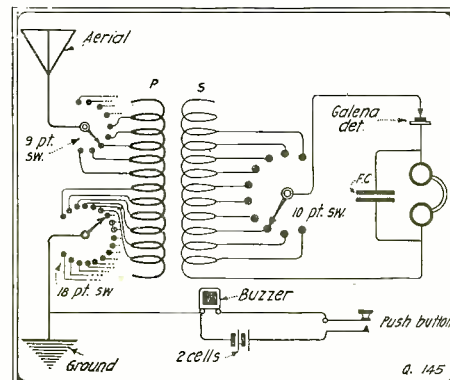 Aerial
P
S
9 pt.
sw.
Galena
det.
F.C.
10 pt. sw.
18 pt. sw
Buzzer
Push button
2 cells
Ground
Q. 145